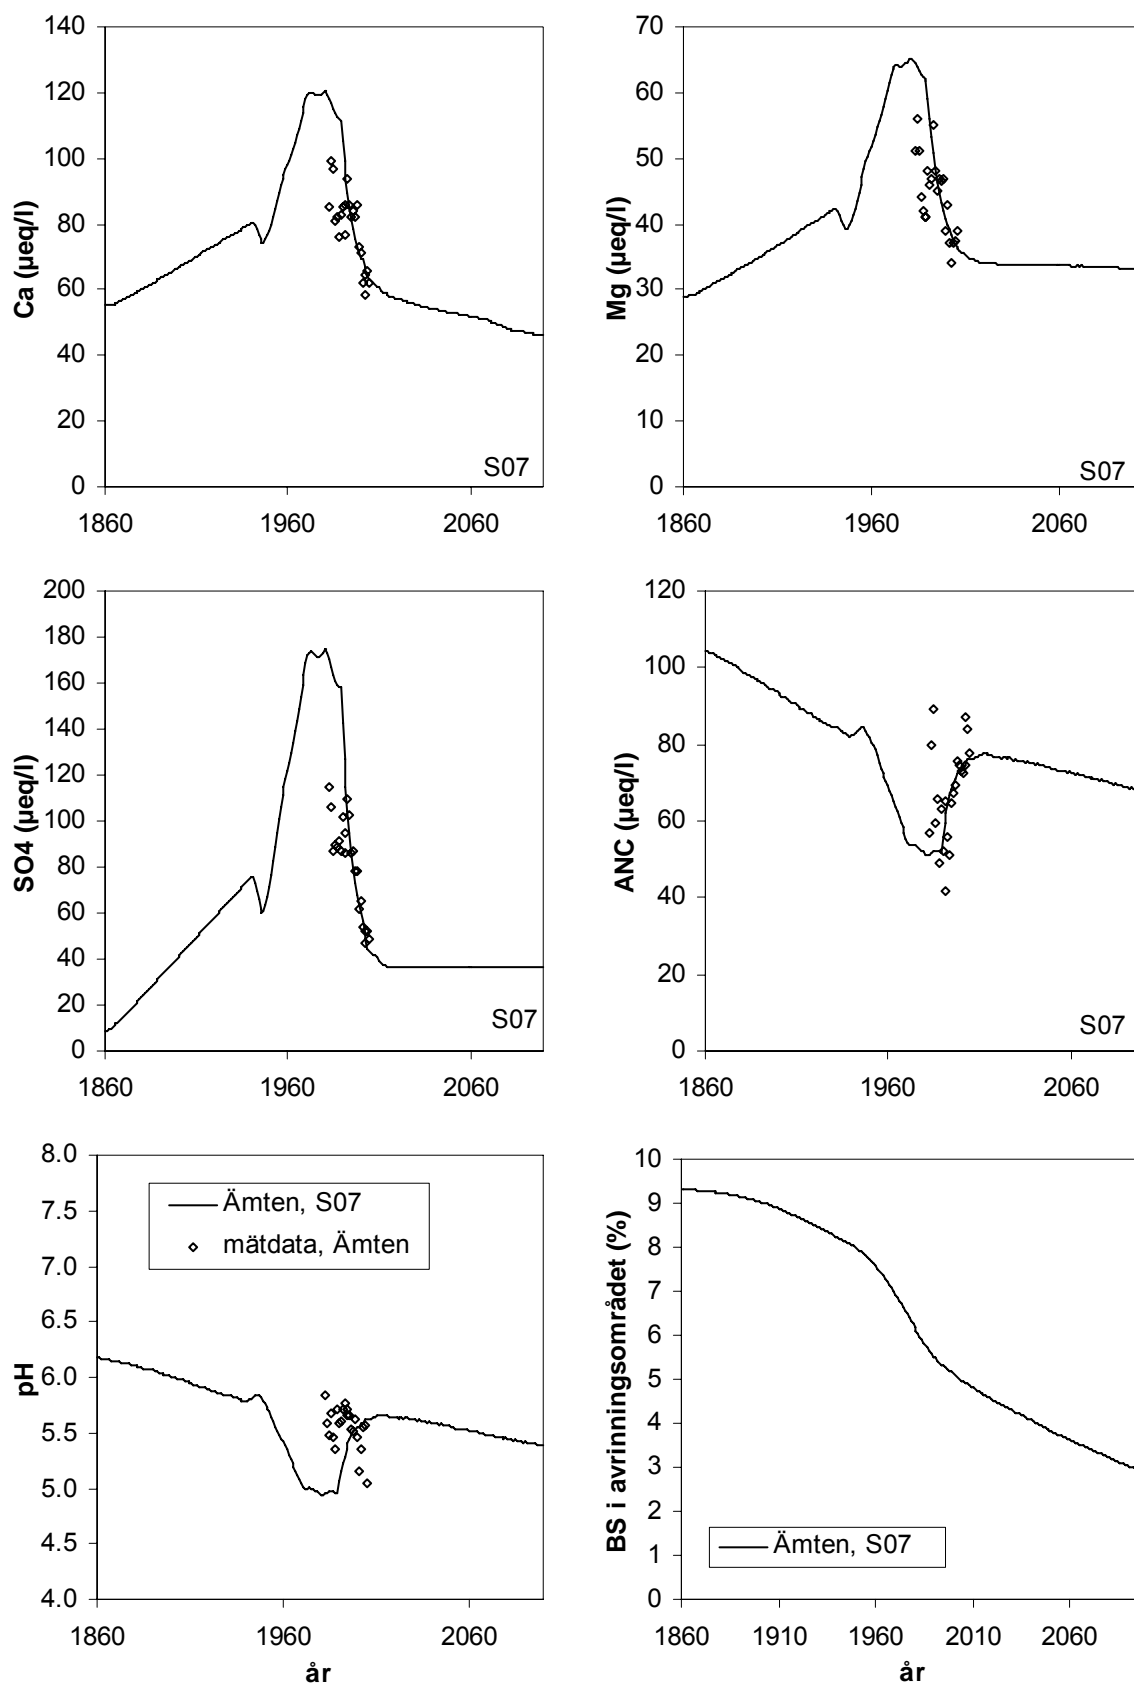 Ca (µeq/l)
140
120
100
80
60
40
20
0
1860 1960 2060
S07
Mg (µeq/l)
70
60
50
40
30
20
10
0
1860 1960 2060
S07
SO4 (µeq/l)
200
180
160
140
120
100
80
60
40
20
0
1860 1960 2060
S07
ANC (µeq/l)
120
100
80
60
40
20
0
1860 1960 2060
S07
pH
8.0
7.5
7.0
6.5
6.0
5.5
5.0
4.5
4.0
Ämten, S07
mätdata, Ämten
1860 1960 2060
år
BS i avrinningsområdet (%)
10
9
8
7
6
5
4
3
2
1
0
Ämten, S07
1860 1910 1960 2010 2060
år